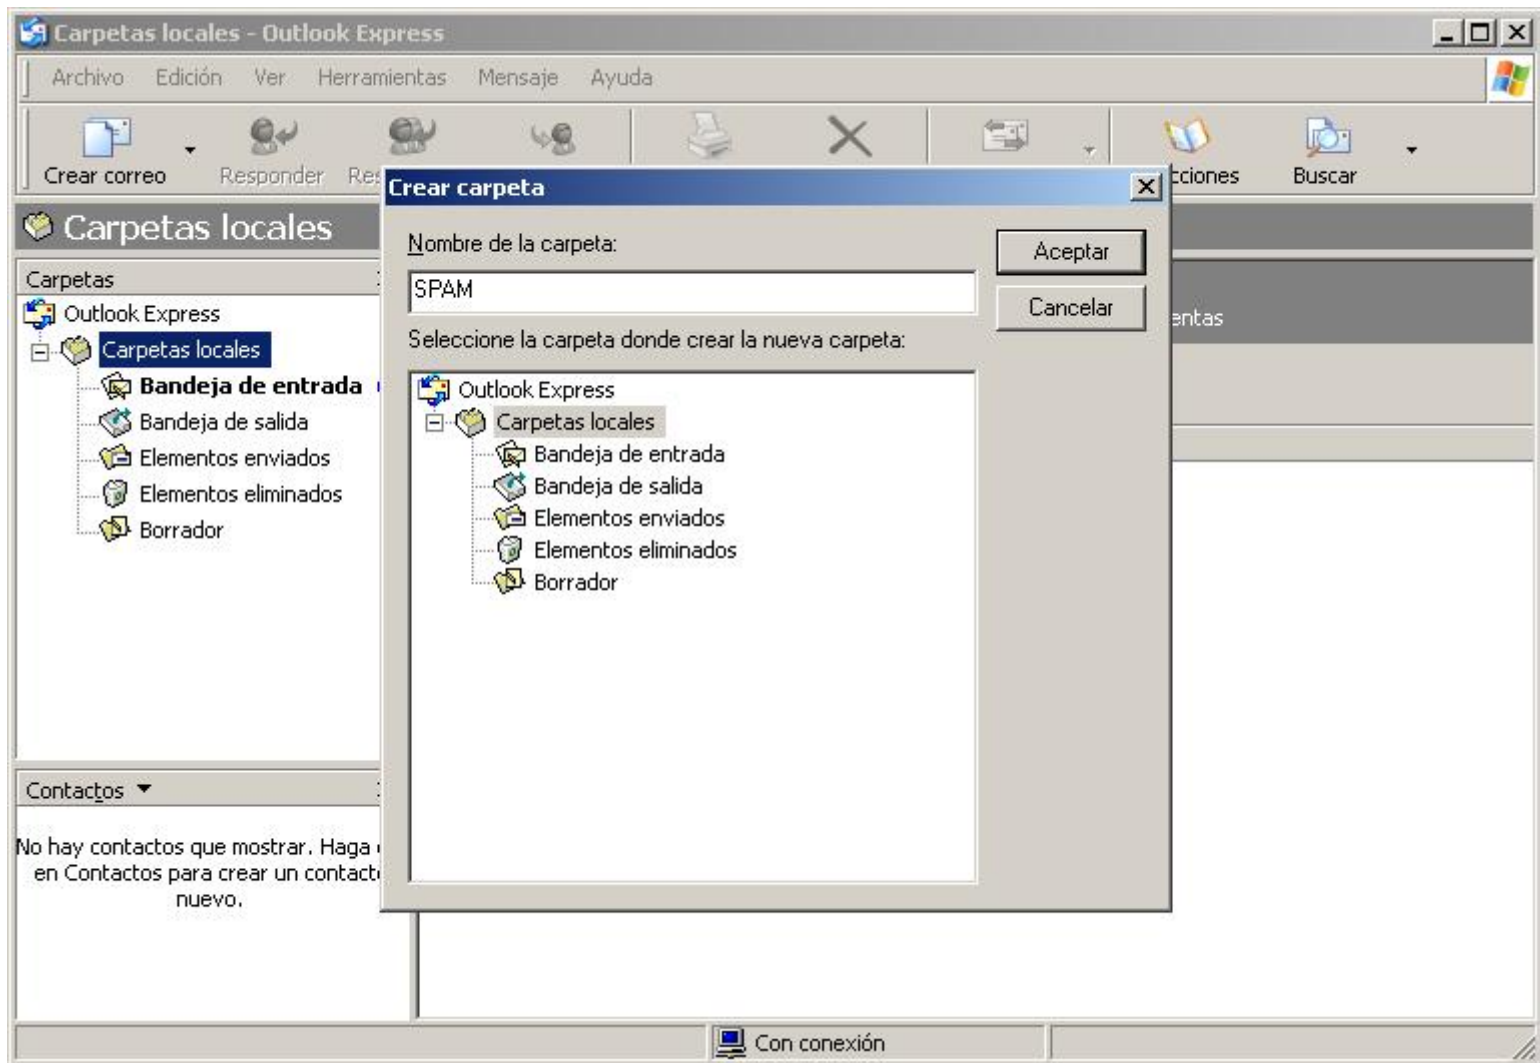 Carpetas locales - Outlook Express
Archivo Edición Ver Herramientas Mensaje Ayuda
Crear correo Responder Buscar
Carpetas locales
Carpetas
Outlook Express
Carpetas locales
Bandeja de entrada
Bandeja de salida
Elementos enviados
Elementos eliminados
Borrador
Contactos
No hay contactos que mostrar. Haga
en Contactos para crear un contacto
nuevo.
Crear carpeta
Nombre de la carpeta:
SPAM
Aceptar
Cancelar
Seleccione la carpeta donde crear la nueva carpeta:
Outlook Express
Carpetas locales
Bandeja de entrada
Bandeja de salida
Elementos enviados
Elementos eliminados
Borrador
Con conexión